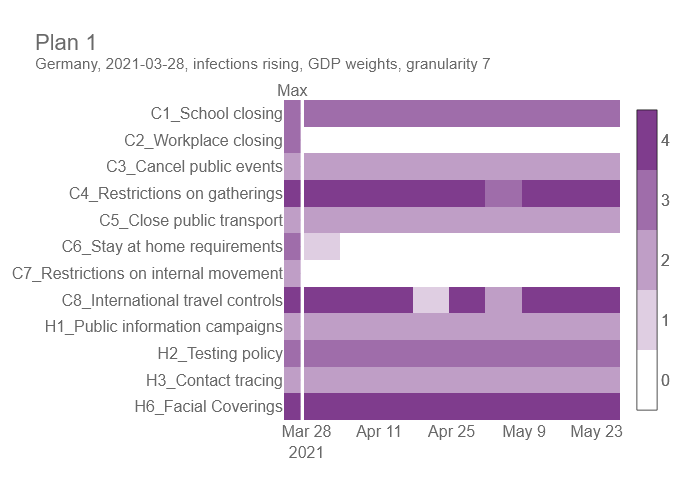 Plan 1
Germany, 2021-03-28, infections rising, GDP weights, granularity 7
Max
C1_School closing
C2_Workplace closing
C3_Cancel public events
C4_Restrictions on gatherings
C5_Close public transport
C6_Stay at home requirements
C7_Restrictions on internal movement
C8_International travel controls
H1_Public information campaigns
H2_Testing policy
H3_Contact tracing
H6_Facial Coverings
Mar 28 Apr 11 Apr 25 May 9 May 23
2021
4
3
2
1
0